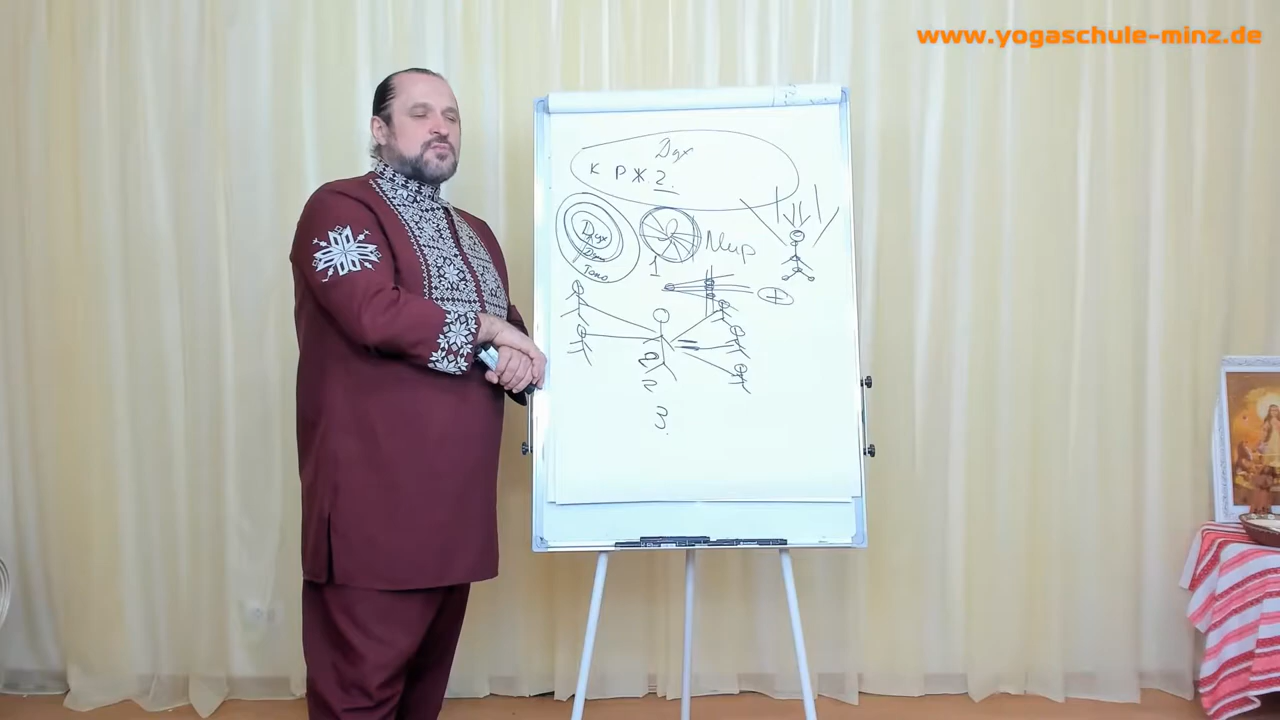 www.yogaschule-minz.de
Дух
К Р Ж 2.
Дух
Тело
Мир
1
+
2
3.